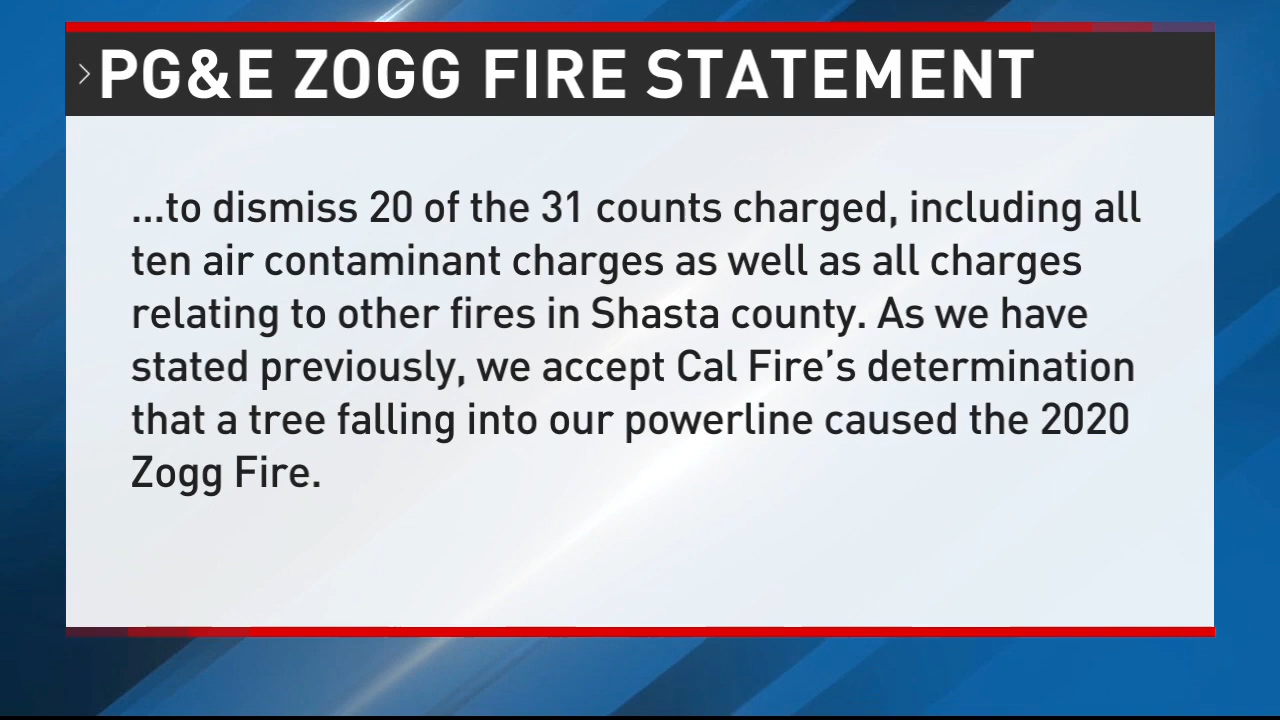 PG&E ZOGG FIRE STATEMENT
...to dismiss 20 of the 31 counts charged, including all
ten air contaminant charges as well as all charges
relating to other fires in Shasta county. As we have
stated previously, we accept Cal Fire’s determination
that a tree falling into our powerline caused the 2020
Zogg Fire.